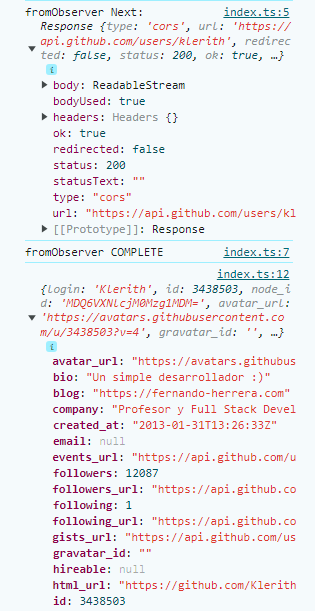 fromObserver Next: index.ts:5
Response {type: 'cors', url: 'https://
api.github.com/users/klerith', redirec
ted: false, status: 200, ok: true, …}
i
body: ReadableStream
bodyUsed: true
headers: Headers {}
ok: true
redirected: false
status: 200
statusText: ""
type: "cors"
url: "https://api.github.com/users/kl
[[Prototype]]: Response
fromObserver COMPLETE index.ts:7
index.ts:12
{login: 'Klerith', id: 3438503, node_i
d: 'MDQ6VXNlcjM0Mzg1MDM=', avatar_url:
'https://avatars.githubusercontent.co
m/u/3438503?v=4', gravatar_id: '', …}
i
avatar_url: "https://avatars.githubus
bio: "Un simple desarrollador :)"
blog: "https://fernando-herrera.com"
company: "Profesor y Full Stack Devel
created_at: "2013-01-31T13:26:33Z"
email: null
events_url: "https://api.github.com/u
followers: 12087
followers_url: "https://api.github.co
following: 1
following_url: "https://api.github.co
gists_url: "https://api.github.com/us
gravatar_id: ""
hireable: null
html_url: "https://github.com/Klerith
id: 3438503